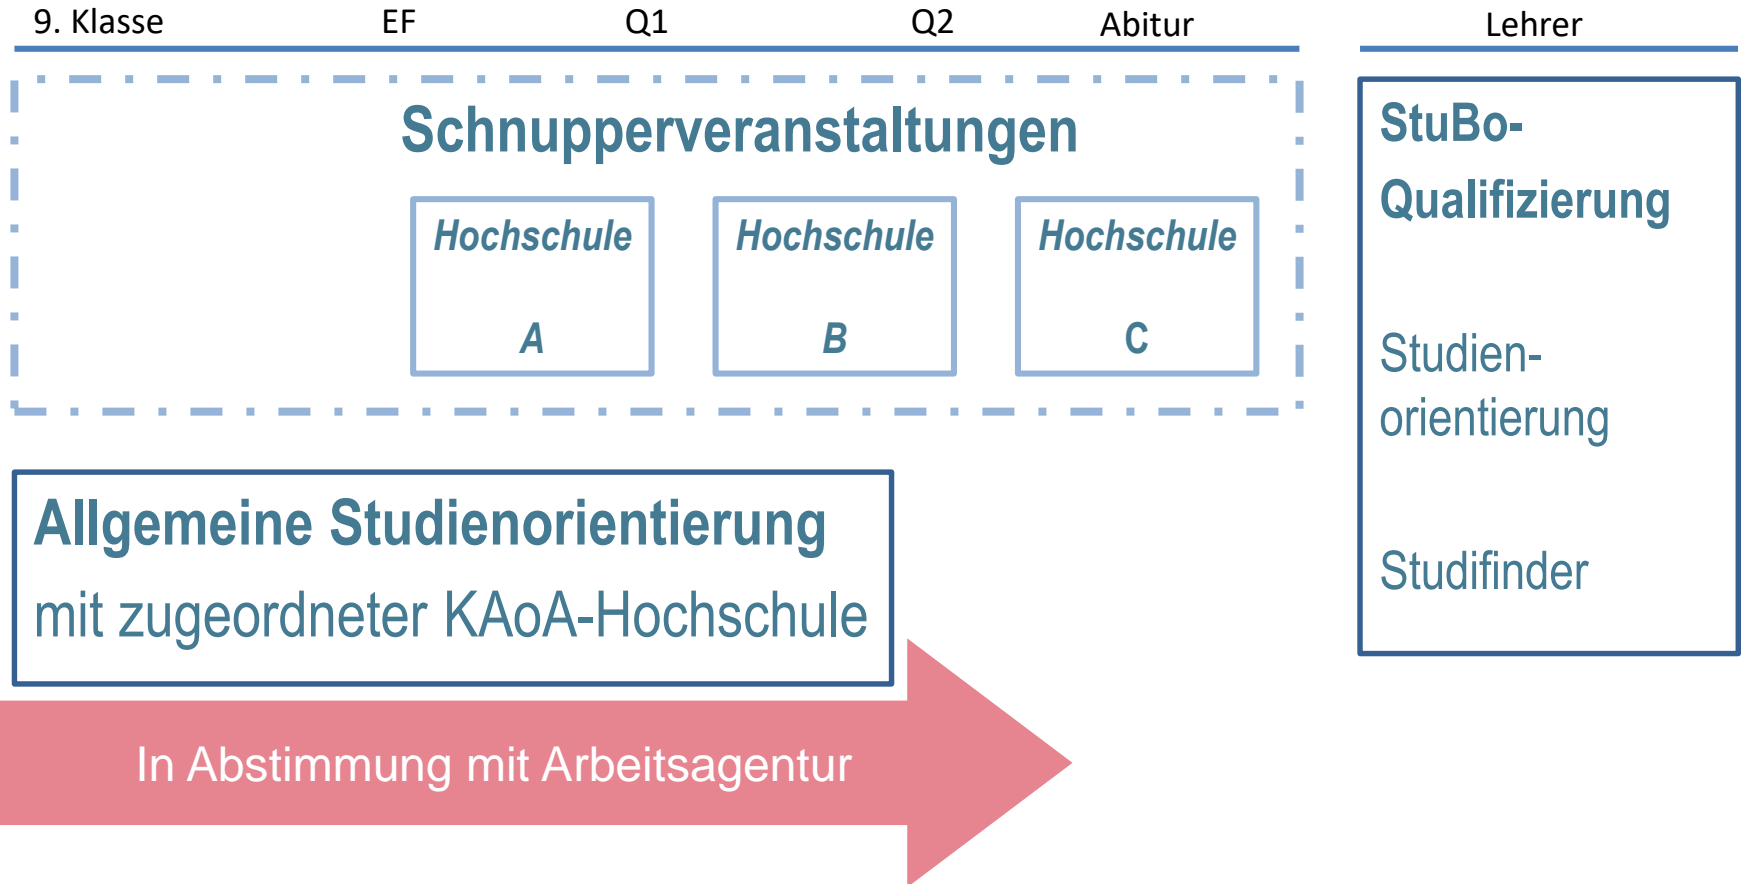 9. Klasse EF Q1 Q2 Abitur Lehrer
Schnupperveranstaltungen
Hochschule
A
Hochschule
B
Hochschule
C
StuBo-
Qualifizierung
Studien-
orientierung
Studifinder
Allgemeine Studienorientierung
mit zugeordneter KAoA-Hochschule
In Abstimmung mit Arbeitsagentur